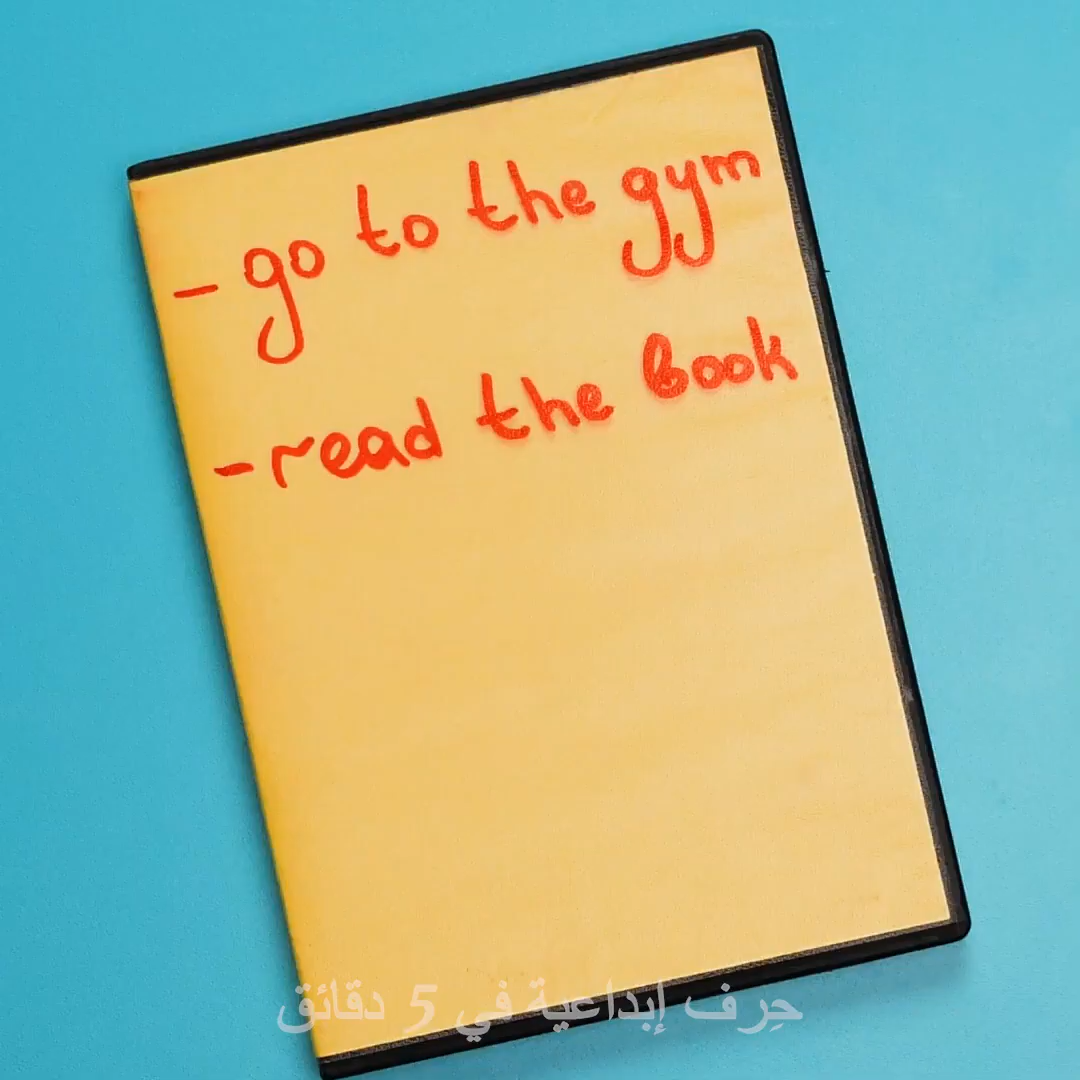 - go to the gym
- read the book
حِرف إبداعية في 5 دقائق